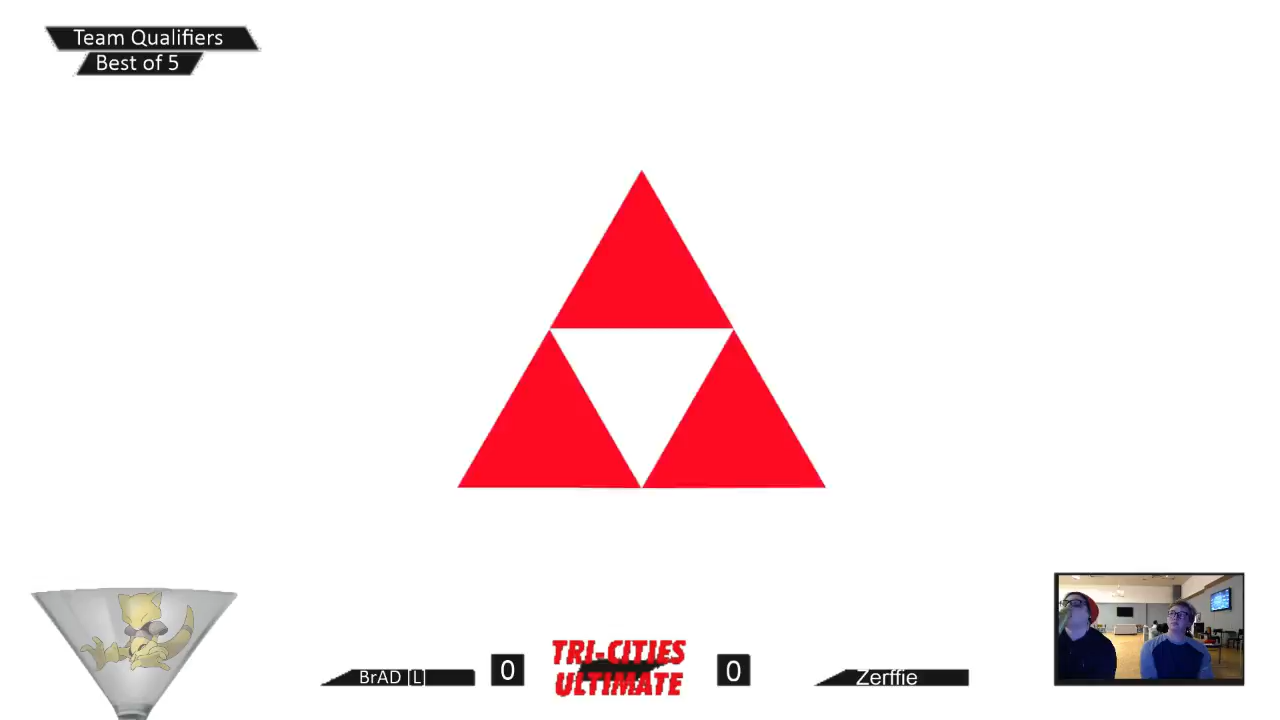 Team Qualifiers
Best of 5
BrAD [L]
0
TRI-CITIES
ULTIMATE
0
Zerffie